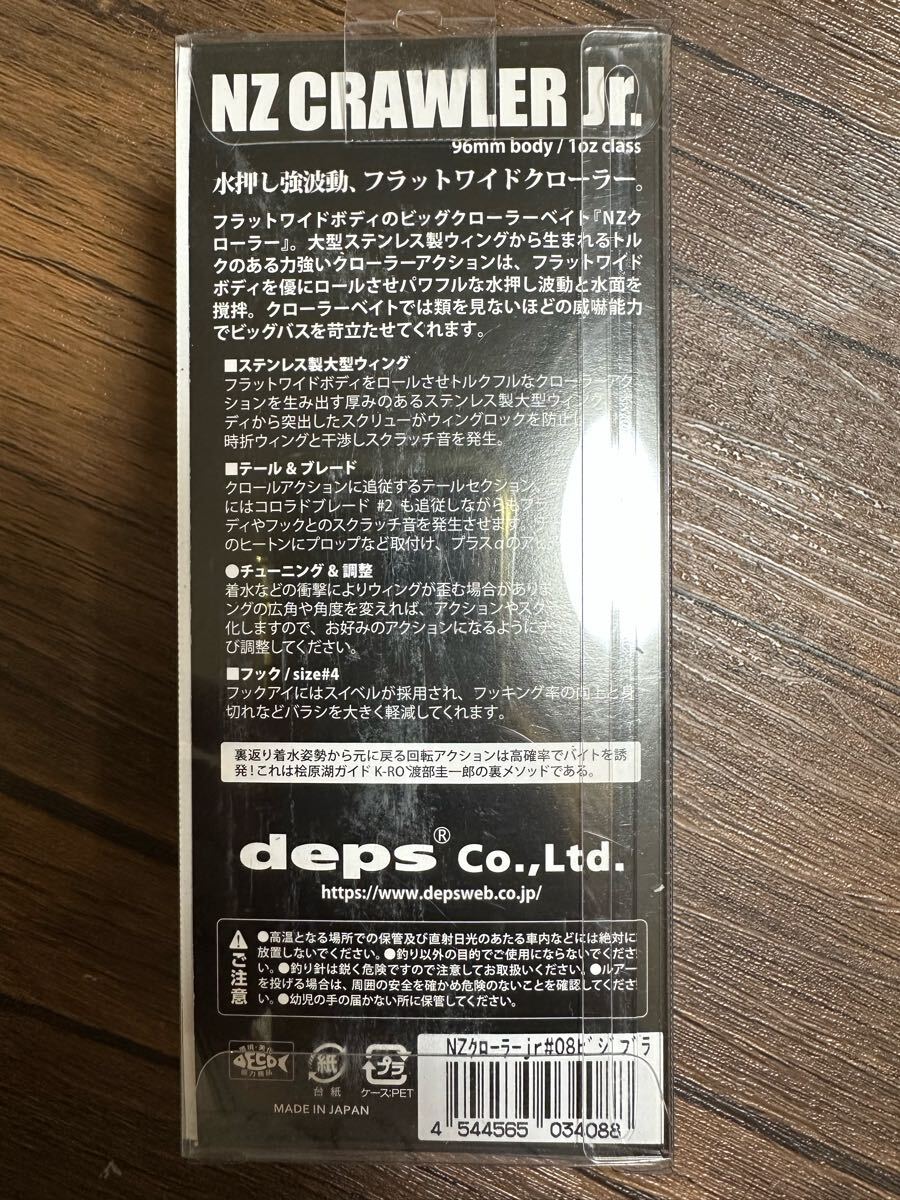 NZ CRAWLER Jr.
96mm body / 1oz class
水押し強波動、フラットワイドクローラー。
フラットワイドボディのビッグクローラーベイト『NZク
ローラー』。大型ステンレス製ウィングから生まれるトル
クのある力強いクローラーアクションは、フラットワイド
ボディを優にロールさせパワフルな水押し波動と水面を
撹拌。クローラーベイトでは類を見ないほどの威嚇能力
でビッグバスを苛立たせてくれます。
■ステンレス製大型ウィング
フラットワイドボディをロールさせトルクフルなクローラーアク
ションを生み出す厚みのあるステンレス製大型ウィング
ディから突出したスクリューがウィングロックを防止し
時折ウィングと干渉しスクラッチ音を発生。
■テール & ブレード
クロールアクションに追従するテールセクション。
にはコロラドブレード #2 も追従しながらもフラ
ディやフックとのスクラッチ音を発生させます。
のヒートンにプロップなど取付け、プラスαのアピ
●チューニング & 調整
着水などの衝撃によりウィングが歪む場合があります
ングの広角や角度を変えれば、アクションやスク
化しますので、お好みのアクションになるように
び調整してください。
■フック / size#4
フックアイにはスイベルが採用され、フッキング率の向上と身
切れなどバラシを大きく軽減してくれます。
裏返り着水姿勢から元に戻る回転アクションは高確率でバイトを誘
発！これは桧原湖ガイド K-RO 渡部圭一郎の裏メソッドである。
deps® Co.,Ltd.
https://www.depsweb.co.jp/
ご注意
●高温となる場所での保管及び直射日光のあたる車内などには絶対に
放置しないでください。●釣り以外の目的でご使用にならないでくださ
い。●釣り針は鋭く危険ですので注意してお取扱いください。●ルアー
を投げる場合は、周囲の安全を確かめ危険のないことを確認してくださ
い。●幼児の手の届かない所に保管してください。
環境・美化
ECO
協力商品
紙
台紙
プラ
ケース:PET
MADE IN JAPAN
NZクローラーjr#08ﾋﾞｼﾞﾌﾞﾗ
4 544565 034088